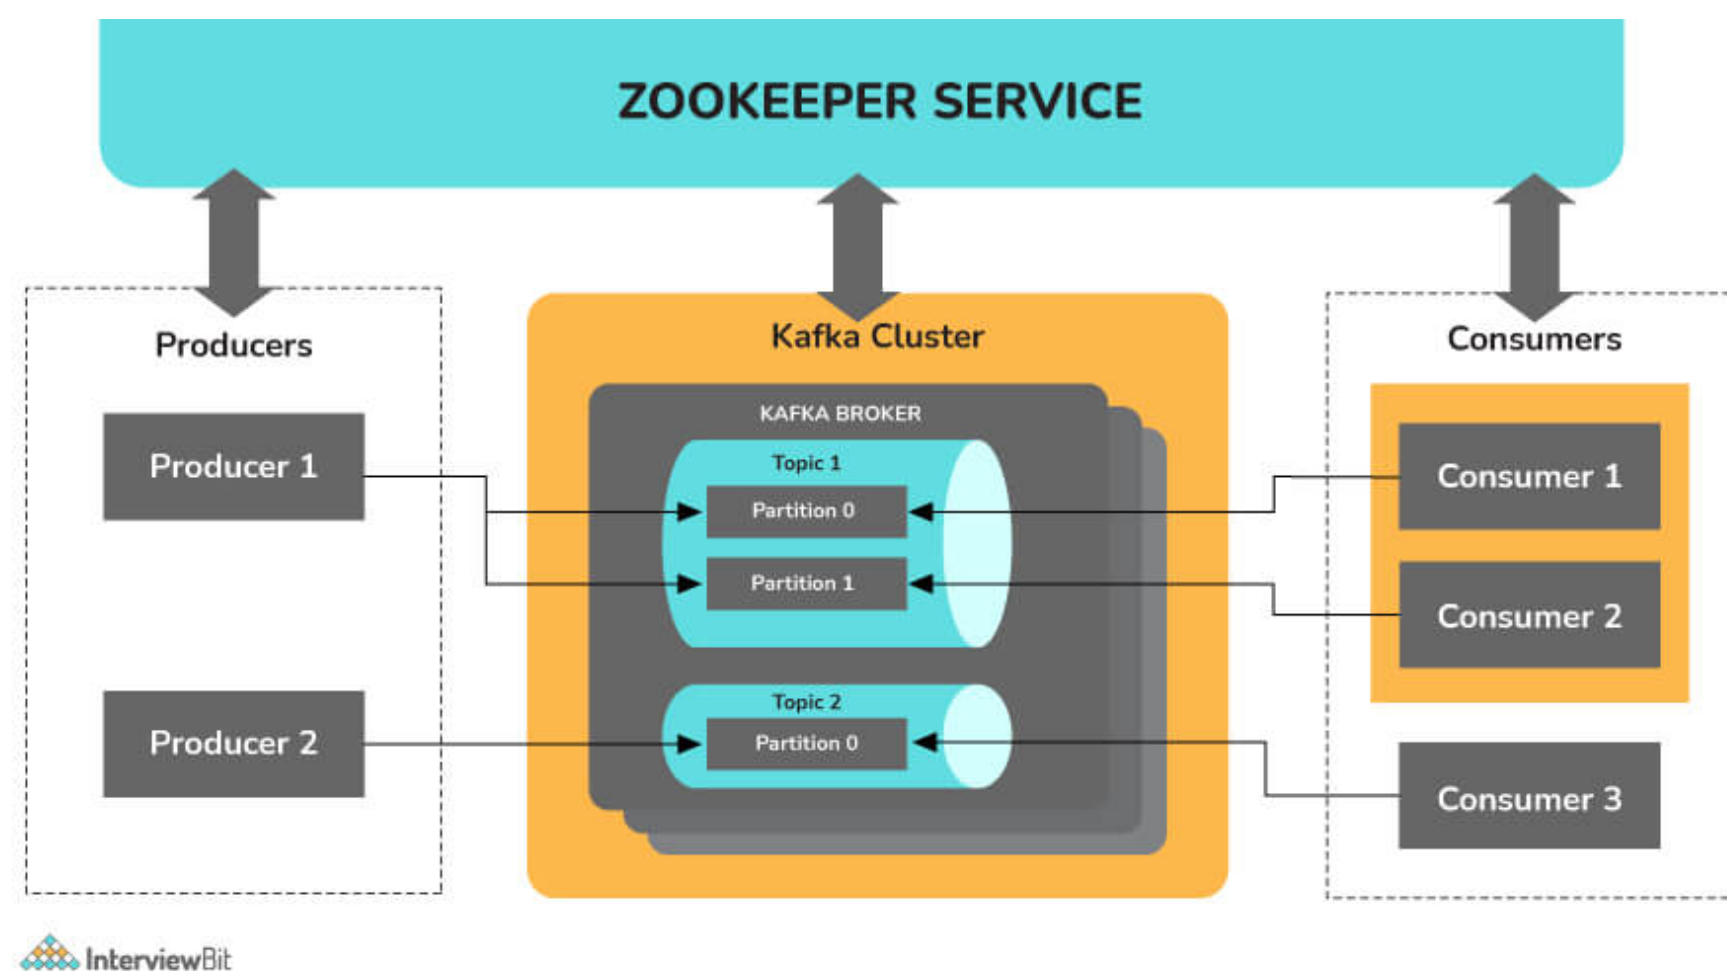 ZOOKEEPER SERVICE
Producers
Producer 1
Producer 2
Kafka Cluster
KAFKA BROKER
Topic 1
Partition 0
Partition 1
Topic 2
Partition 0
Consumers
Consumer 1
Consumer 2
Consumer 3
InterviewBit